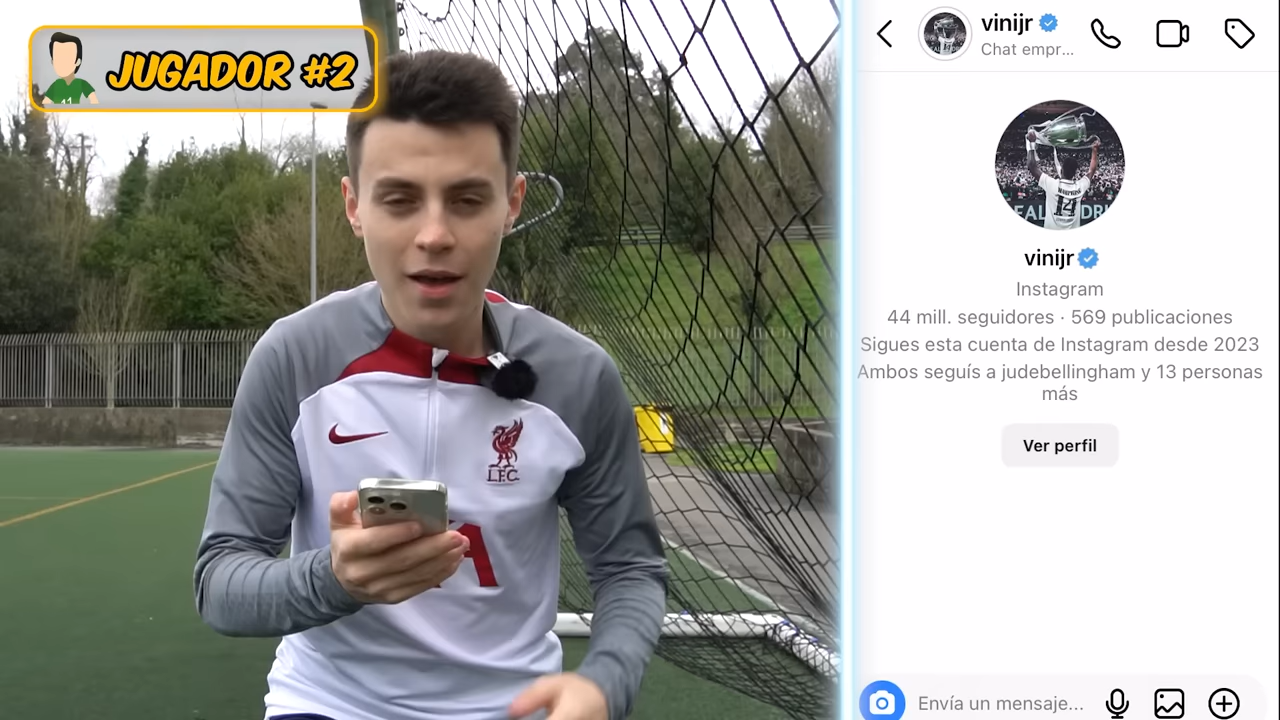 JUGADOR #2
L.F.C.
vinijr
Chat empr...
14
vinijr
Instagram
44 mill. seguidores · 569 publicaciones
Sigues esta cuenta de Instagram desde 2023
Ambos seguís a judebellingham y 13 personas
más
Ver perfil
Envía un mensaje...